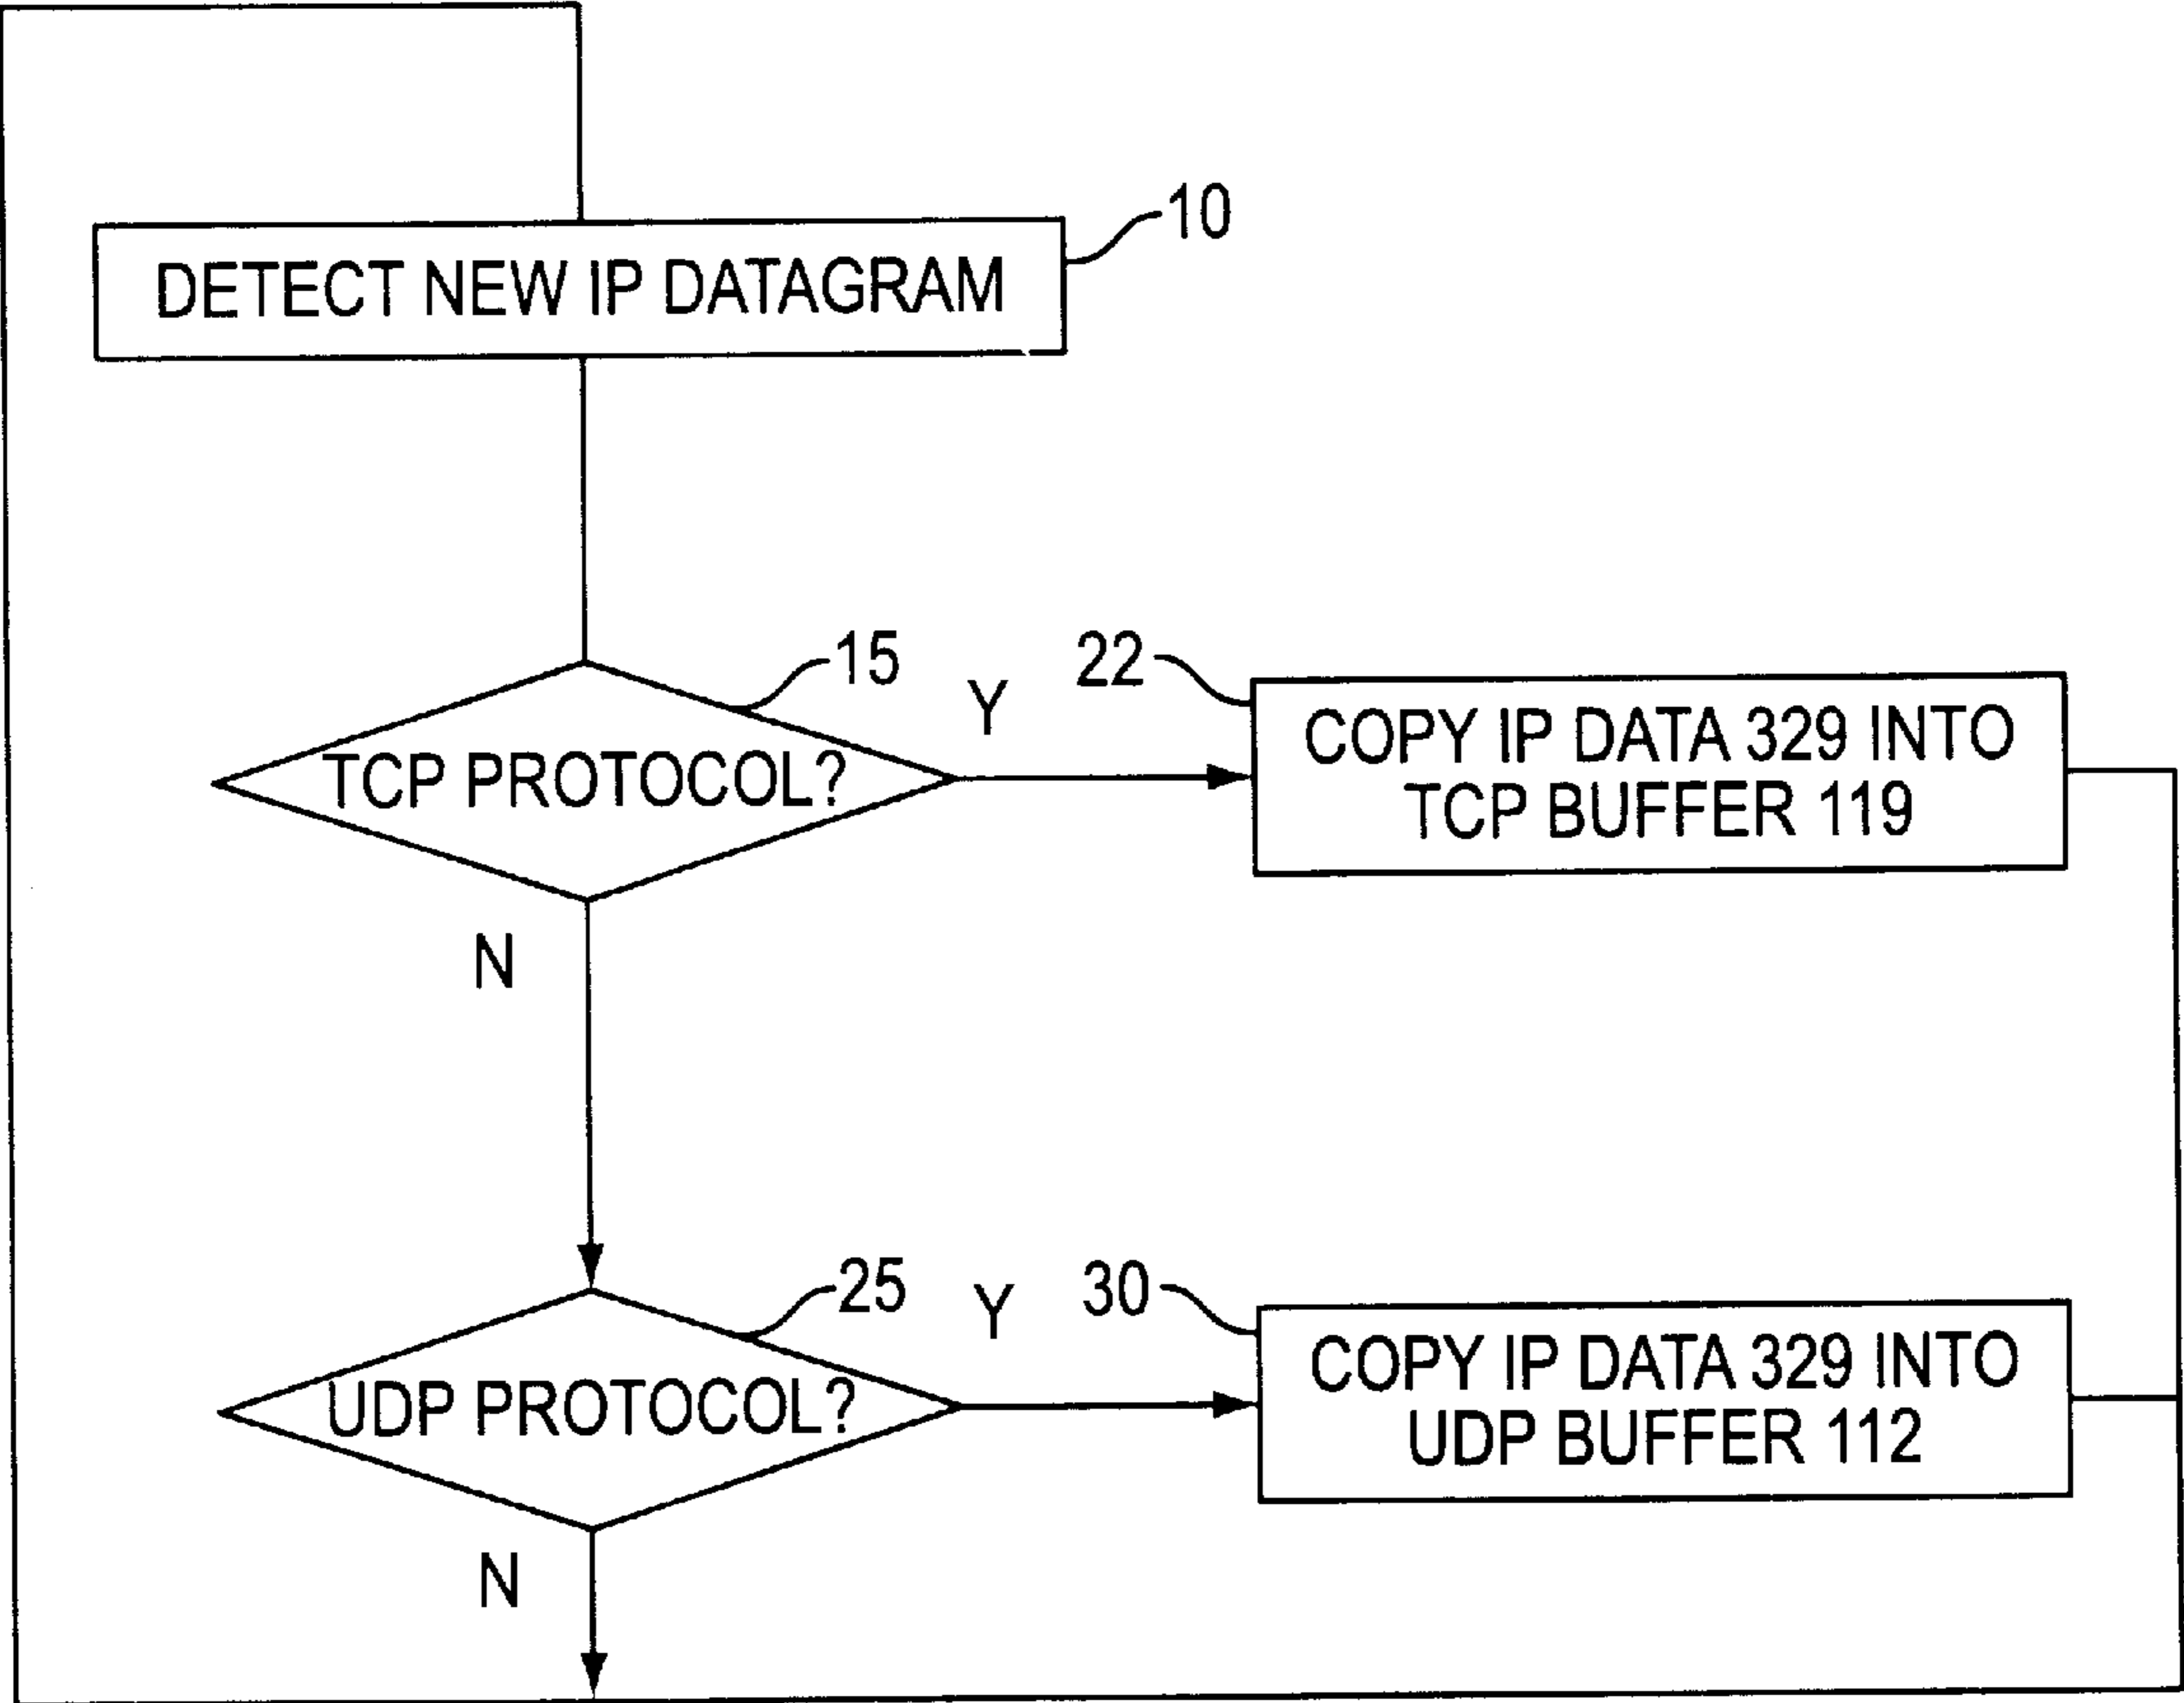 10
DETECT NEW IP DATAGRAM
15
Y
22
TCP PROTOCOL?
COPY IP DATA 329 INTO
TCP BUFFER 119
N
25
Y
30
UDP PROTOCOL?
COPY IP DATA 329 INTO
UDP BUFFER 112
N